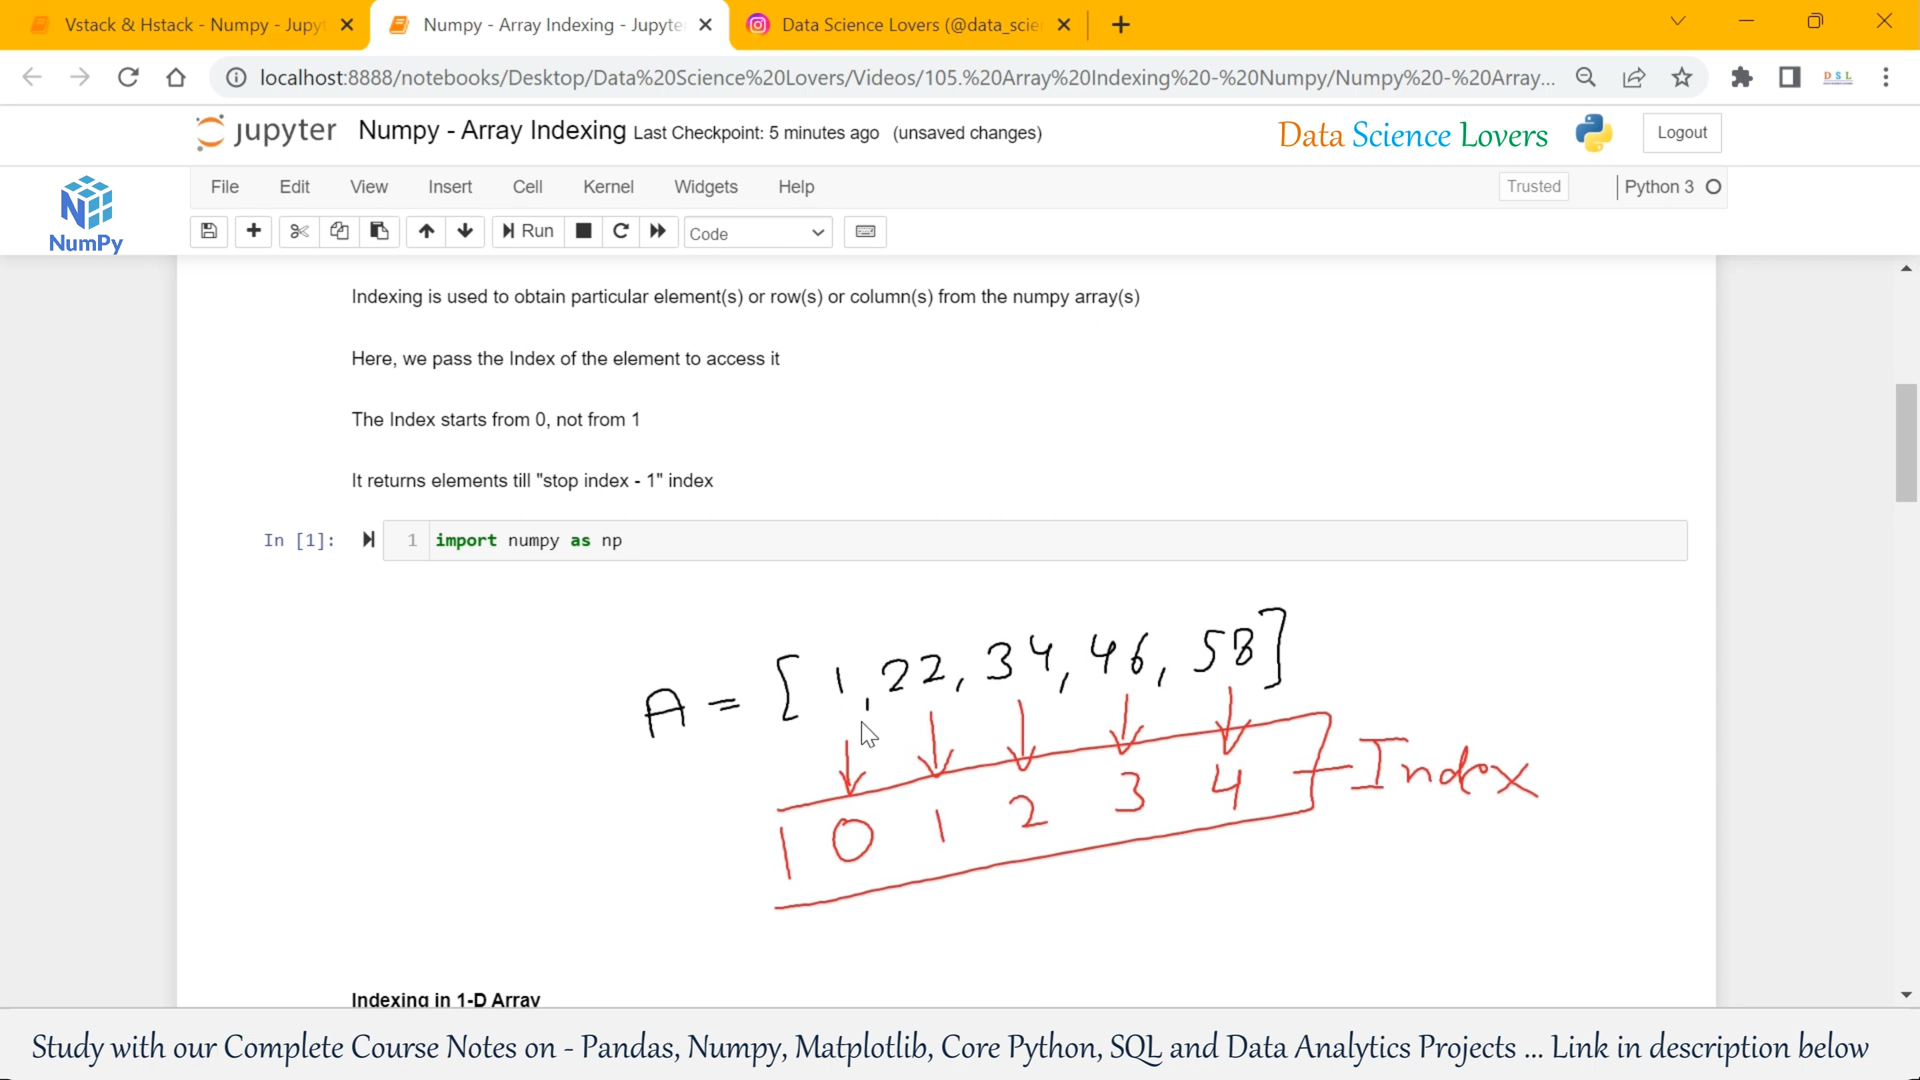 Vstack & Hstack - Numpy - Jupyt
Numpy - Array Indexing - Jupyte
Data Science Lovers (@data_scie
localhost:8888/notebooks/Desktop/Data%20Science%20Lovers/Videos/105.%20Array%20Indexing%20-%20Numpy/Numpy%20-%20Array...
D S L
jupyter Numpy - Array Indexing Last Checkpoint: 5 minutes ago (unsaved changes)
Data Science Lovers
Logout
NumPy
File Edit View Insert Cell Kernel Widgets Help
Trusted
Python 3
Run
Code
Indexing is used to obtain particular element(s) or row(s) or column(s) from the numpy array(s)
Here, we pass the Index of the element to access it
The Index starts from 0, not from 1
It returns elements till "stop index - 1" index
In [1]:
1 import numpy as np
A = [ 1, 22, 34, 46, 58 ]
0 1 2 3 4
Index
Indexing in 1-D Array
Study with our Complete Course Notes on - Pandas, Numpy, Matplotlib, Core Python, SQL and Data Analytics Projects ... Link in description below